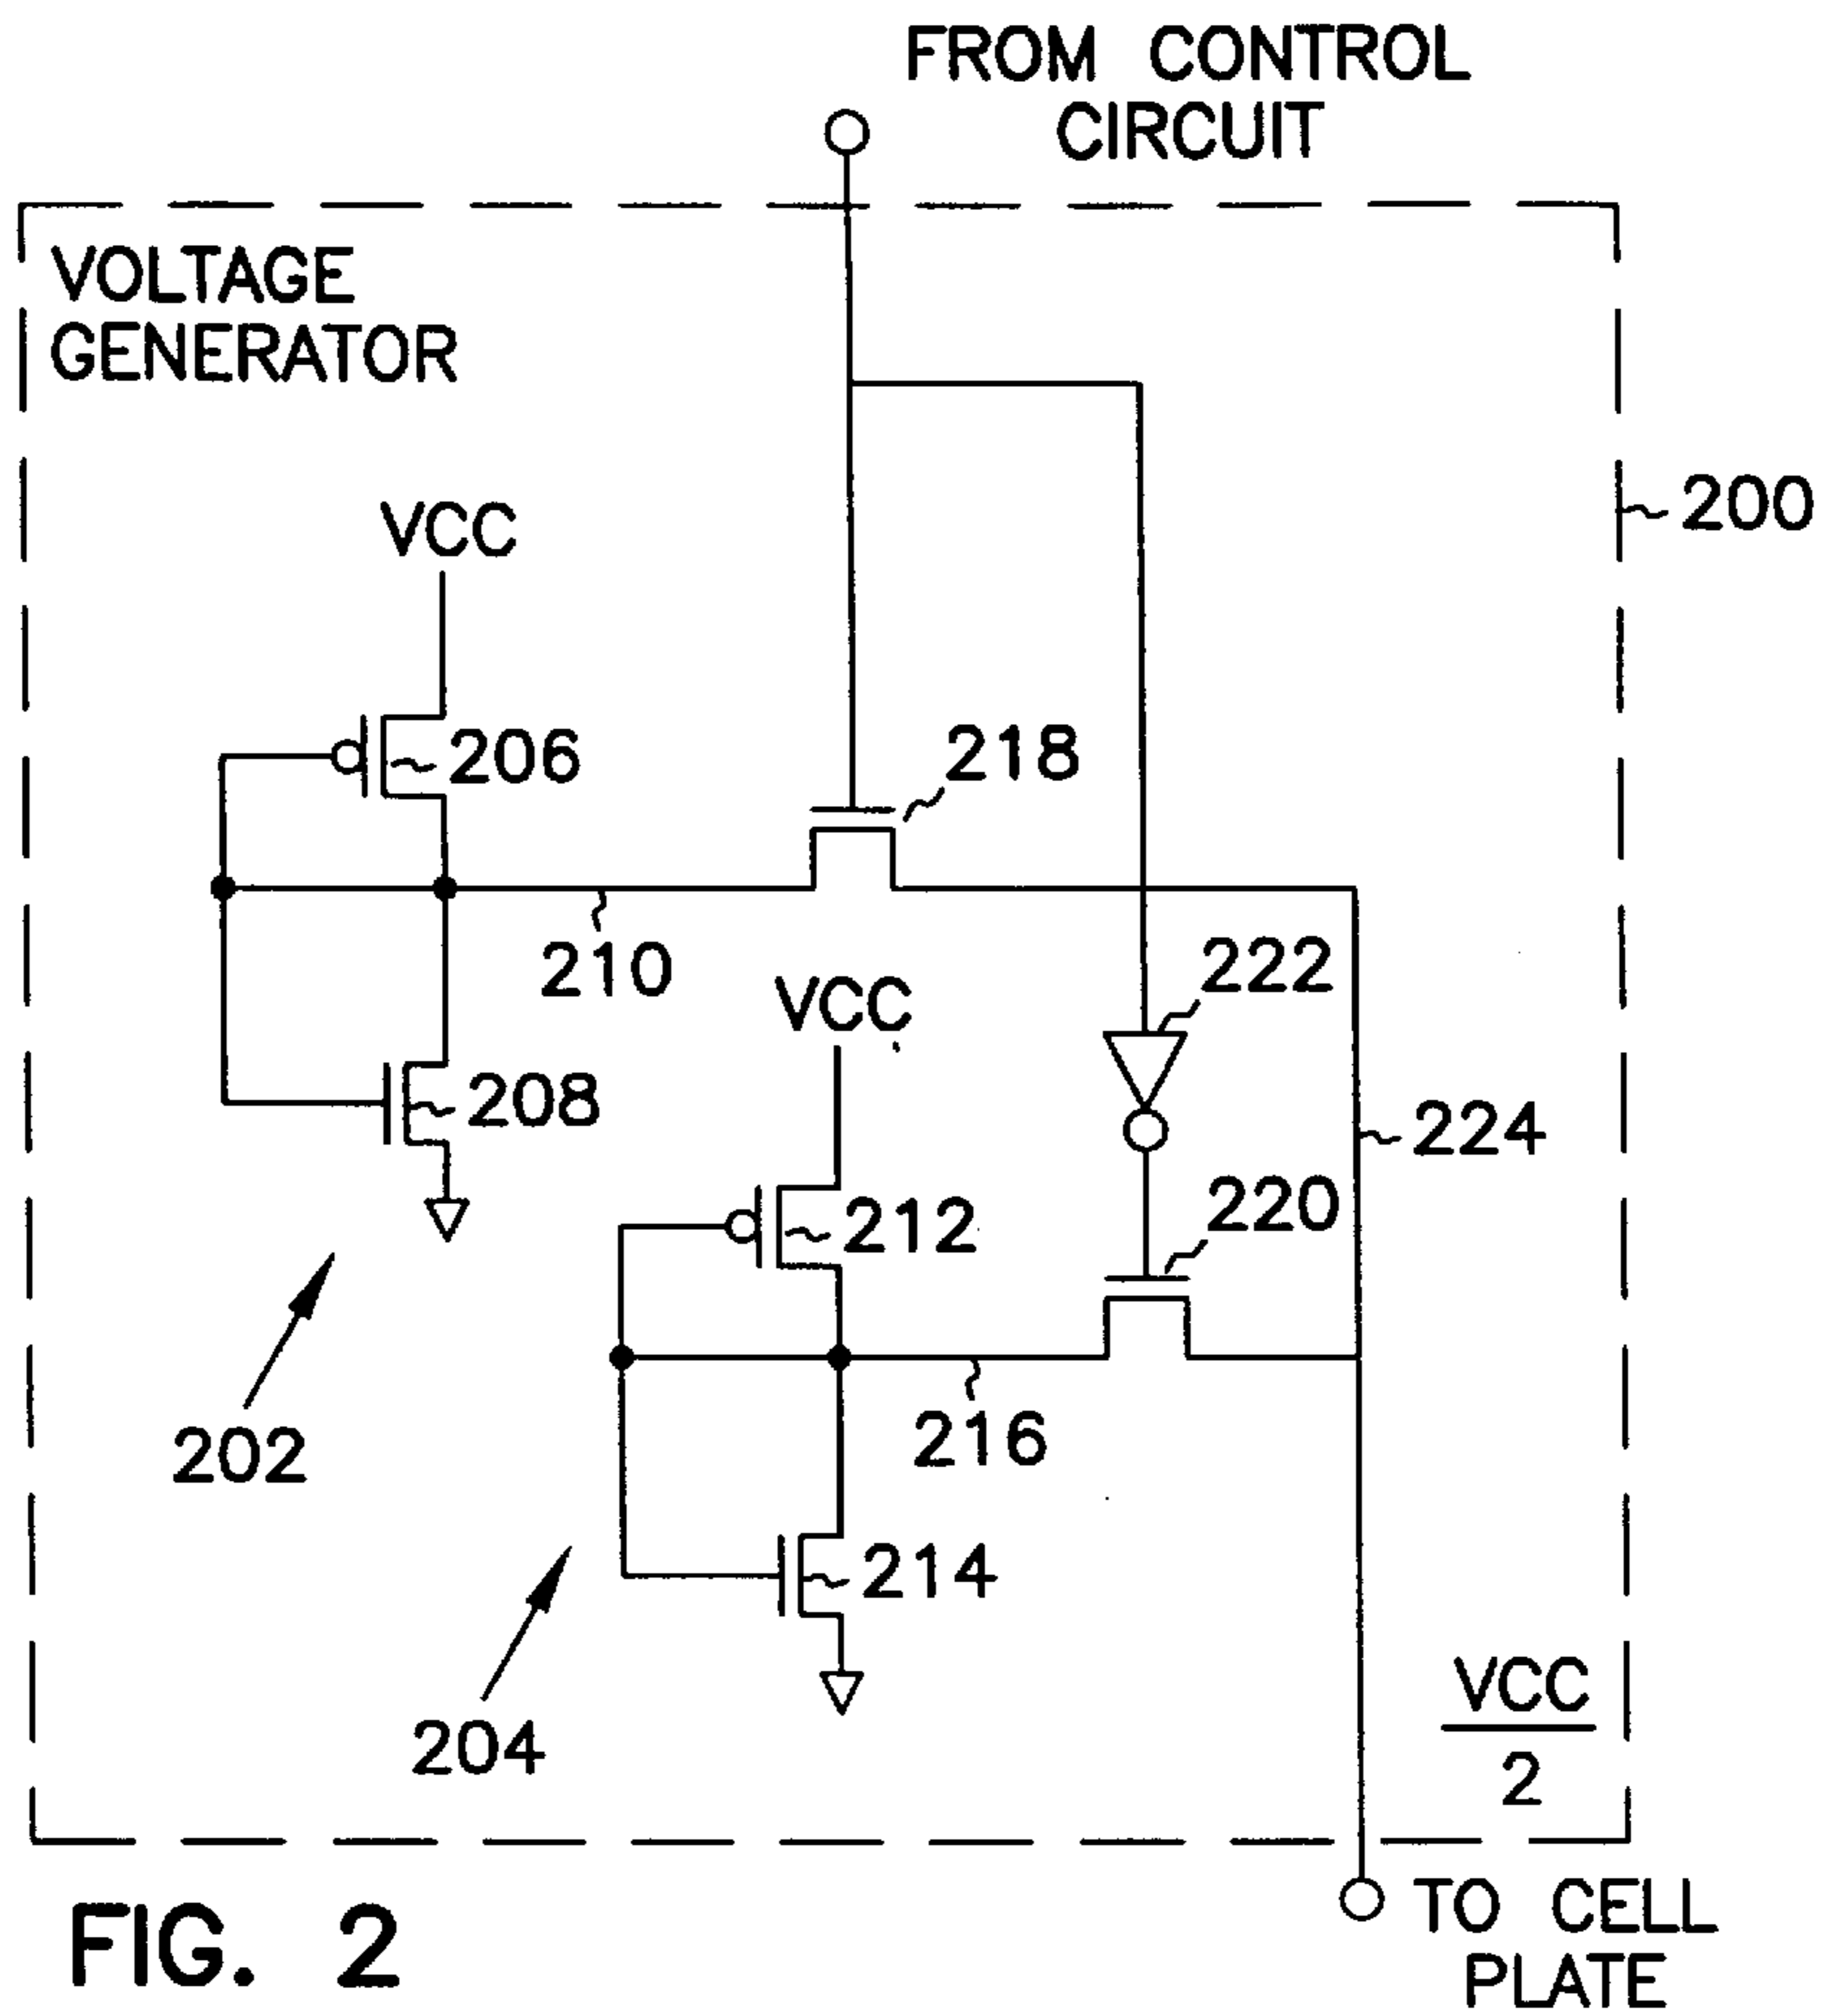 FROM CONTROL
CIRCUIT
VOLTAGE
GENERATOR
200
VCC
206
218
210
VCC
222
208
224
212
220
202
216
214
204
VCC
2
TO CELL
PLATE
FIG. 2